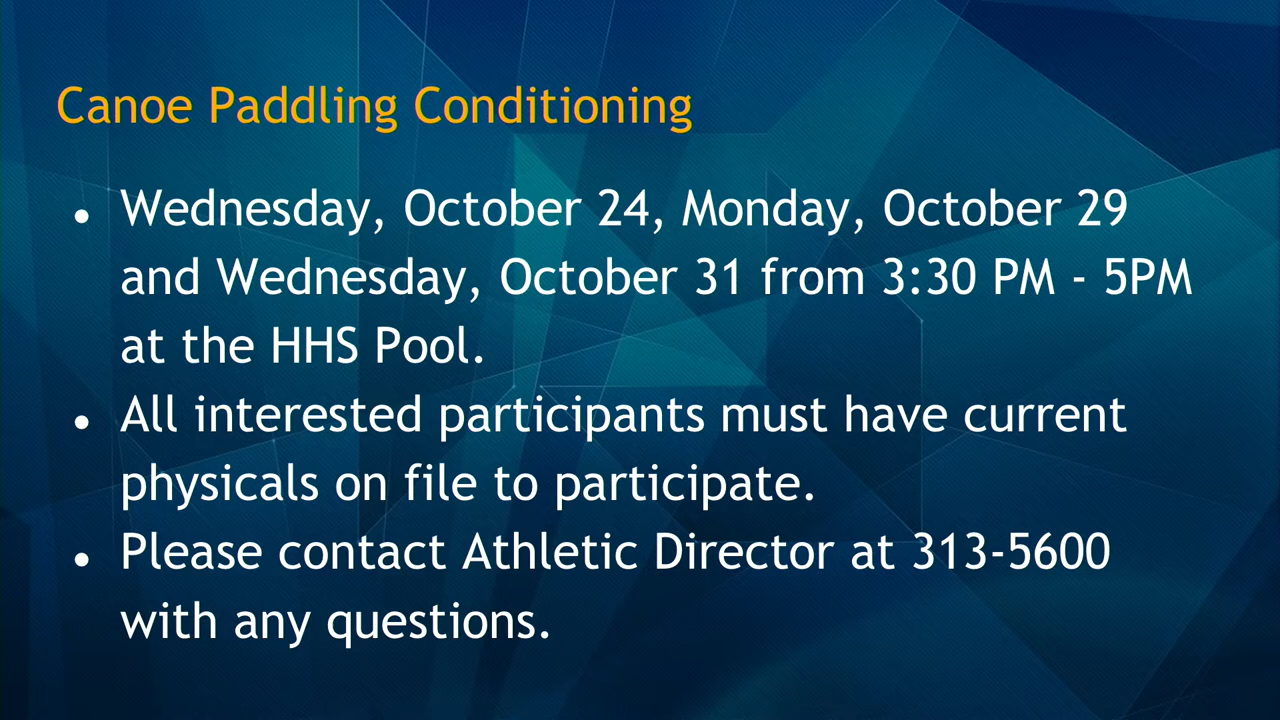 Canoe Paddling Conditioning
• Wednesday, October 24, Monday, October 29
and Wednesday, October 31 from 3:30 PM - 5PM
at the HHS Pool.
• All interested participants must have current
physicals on file to participate.
• Please contact Athletic Director at 313-5600
with any questions.